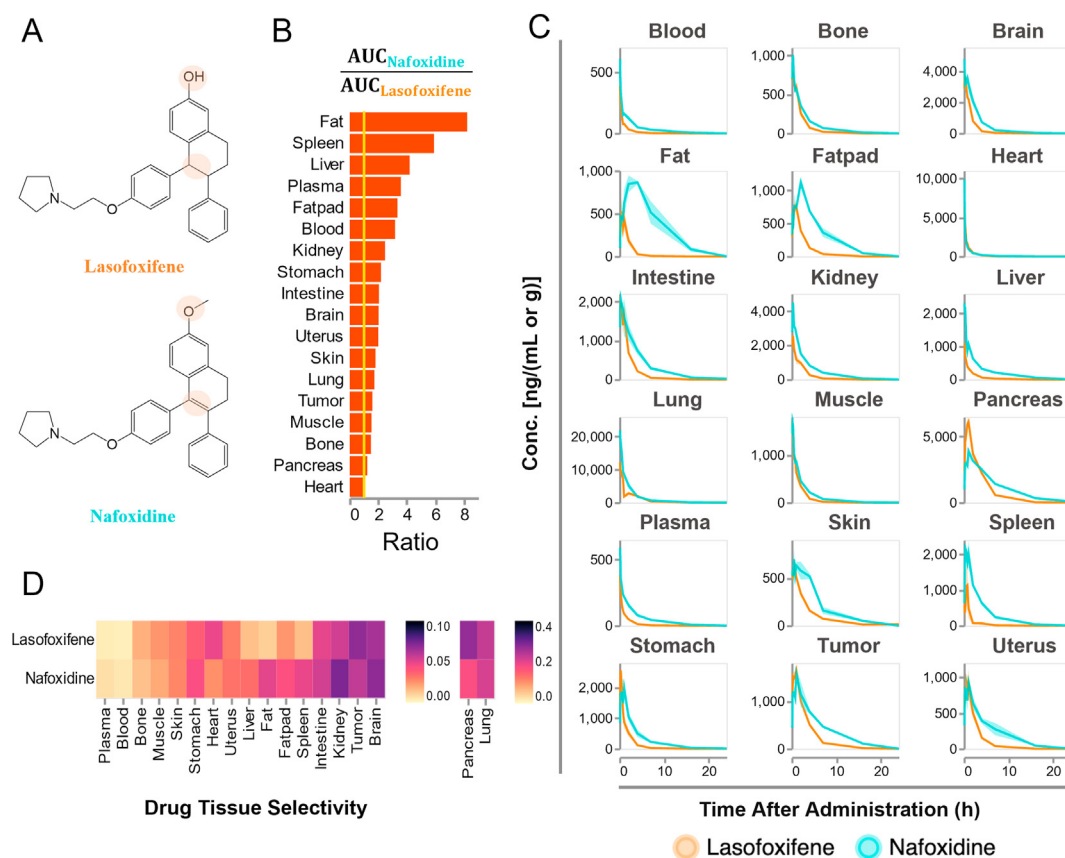 A
OH
N
O
Lasofoxifene
O
N
O
Nafoxidine
B
AUC Nafoxidine
AUC Lasofoxifene
Fat
Spleen
Liver
Plasma
Fatpad
Blood
Kidney
Stomach
Intestine
Brain
Uterus
Skin
Lung
Tumor
Muscle
Bone
Pancreas
Heart
0 2 4 6 8
Ratio
C
Conc. [ng/(mL or g)]
Blood Bone Brain
500
0
1,000
500
0
4,000
2,000
0
Fat Fatpad Heart
1,000
500
0
1,000
500
0
10,000
5,000
0
Intestine Kidney Liver
2,000
1,000
0
4,000
2,000
0
2,000
1,000
0
Lung Muscle Pancreas
20,000
10,000
0
1,000
0
5,000
0
Plasma Skin Spleen
500
0
500
0
2,000
1,000
0
Stomach Tumor Uterus
2,000
1,000
0
1,000
0
1,000
500
0
0 10 20
0 10 20
0 10 20
Time After Administration (h)
Lasofoxifene Nafoxidine
D
Lasofoxifene
Nafoxidine
0.10
0.05
0.00
0.4
0.2
0.0
Plasma
Blood
Bone
Muscle
Skin
Stomach
Heart
Uterus
Liver
Fat
Fatpad
Spleen
Intestine
Kidney
Tumor
Brain
Pancreas
Lung
Drug Tissue Selectivity